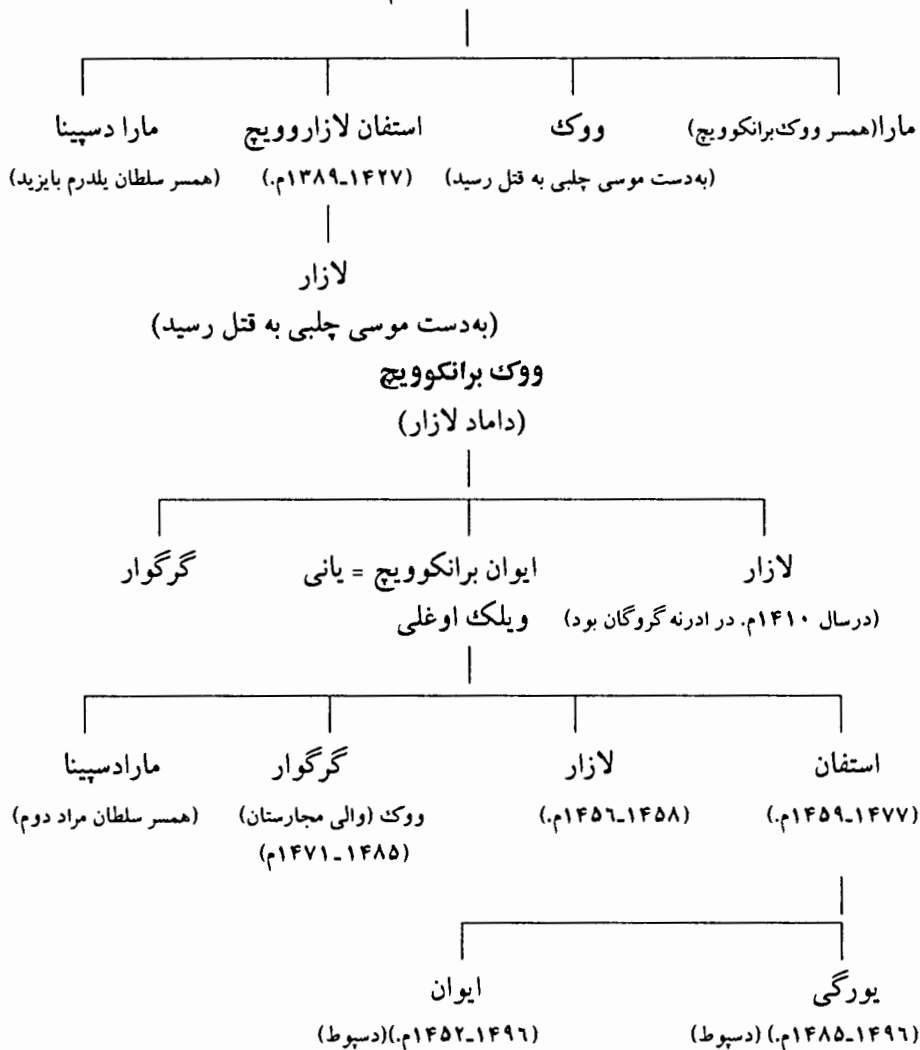 مارا(همسر ووک‌برانکوویچ) ووک استفان لازاروویچ مارا دسپینا
(به‌دست موسی چلبی به قتل رسید) (۱۳۸۹ـ۱۴۲۷م.) (همسر سلطان یلدرم بایزید)
لازار
(به‌دست موسی چلبی به قتل رسید)
ووک برانکوویچ
(داماد لازار)
لازار ایوان برانکوویچ = یانی گرگوار
(درسال ۱۴۱۰م. در ادرنه گروگان بود) ویلک اوغلی
استفان لازار گرگوار مارادسپینا
(۱۴۵۹ـ۱۴۷۷م.) (۱۴۵۶ـ۱۴۵۸م.) ووک (والی مجارستان) (همسر سلطان مراد دوم)
(۱۴۷۱ـ۱۴۸۵م)
یورگی ایوان
(۱۴۸۵ـ۱۴۹۶م.) (دسپوط) (۱۴۵۲ـ۱۴۹۶م.)(دسپوط)